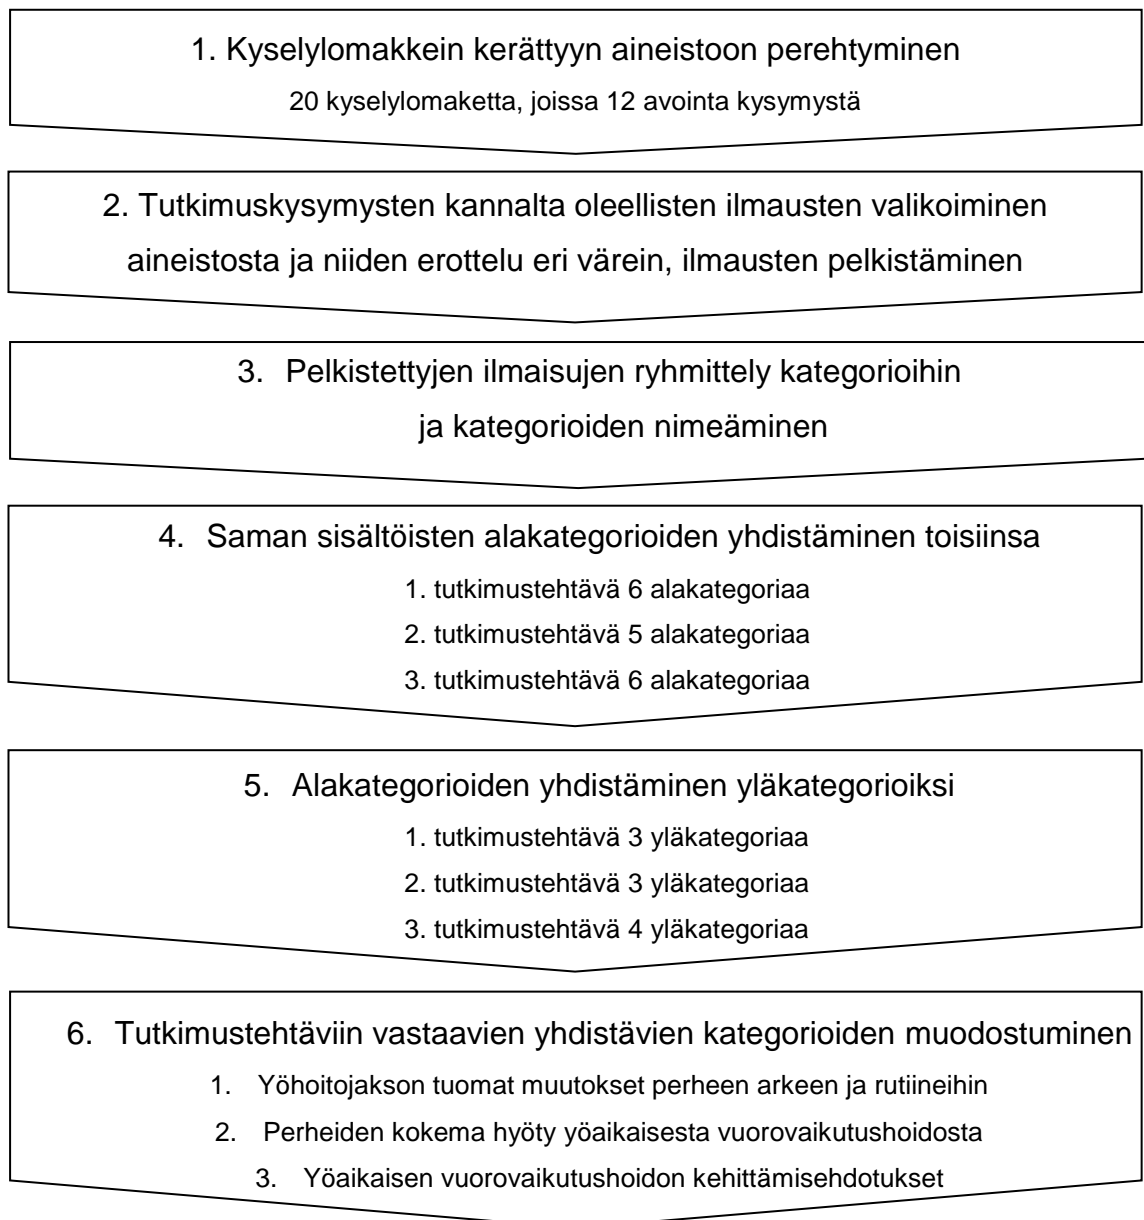 1. Kyselylomakkein kerättyyn aineistoon perehtyminen
20 kyselylomaketta, joissa 12 avointa kysymystä
2. Tutkimuskysymysten kannalta oleellisten ilmausten valikoiminen
aineistosta ja niiden erottelu eri värein, ilmausten pelkistäminen
3. Pelkistettyjen ilmaisujen ryhmittely kategorioihin
ja kategorioiden nimeäminen
4. Saman sisältöisten alakategorioiden yhdistäminen toisiinsa
1. tutkimustehtävä 6 alakategoriaa
2. tutkimustehtävä 5 alakategoriaa
3. tutkimustehtävä 6 alakategoriaa
5. Alakategorioiden yhdistäminen yläkategorioiksi
1. tutkimustehtävä 3 yläkategoriaa
2. tutkimustehtävä 3 yläkategoriaa
3. tutkimustehtävä 4 yläkategoriaa
6. Tutkimustehtäviin vastaavien yhdistävien kategorioiden muodostuminen
1. Yöhoitojakson tuomat muutokset perheen arkeen ja rutiineihin
2. Perheiden kokema hyöty yöaikaisesta vuorovaikutushoidosta
3. Yöaikaisen vuorovaikutushoidon kehittämisehdotukset